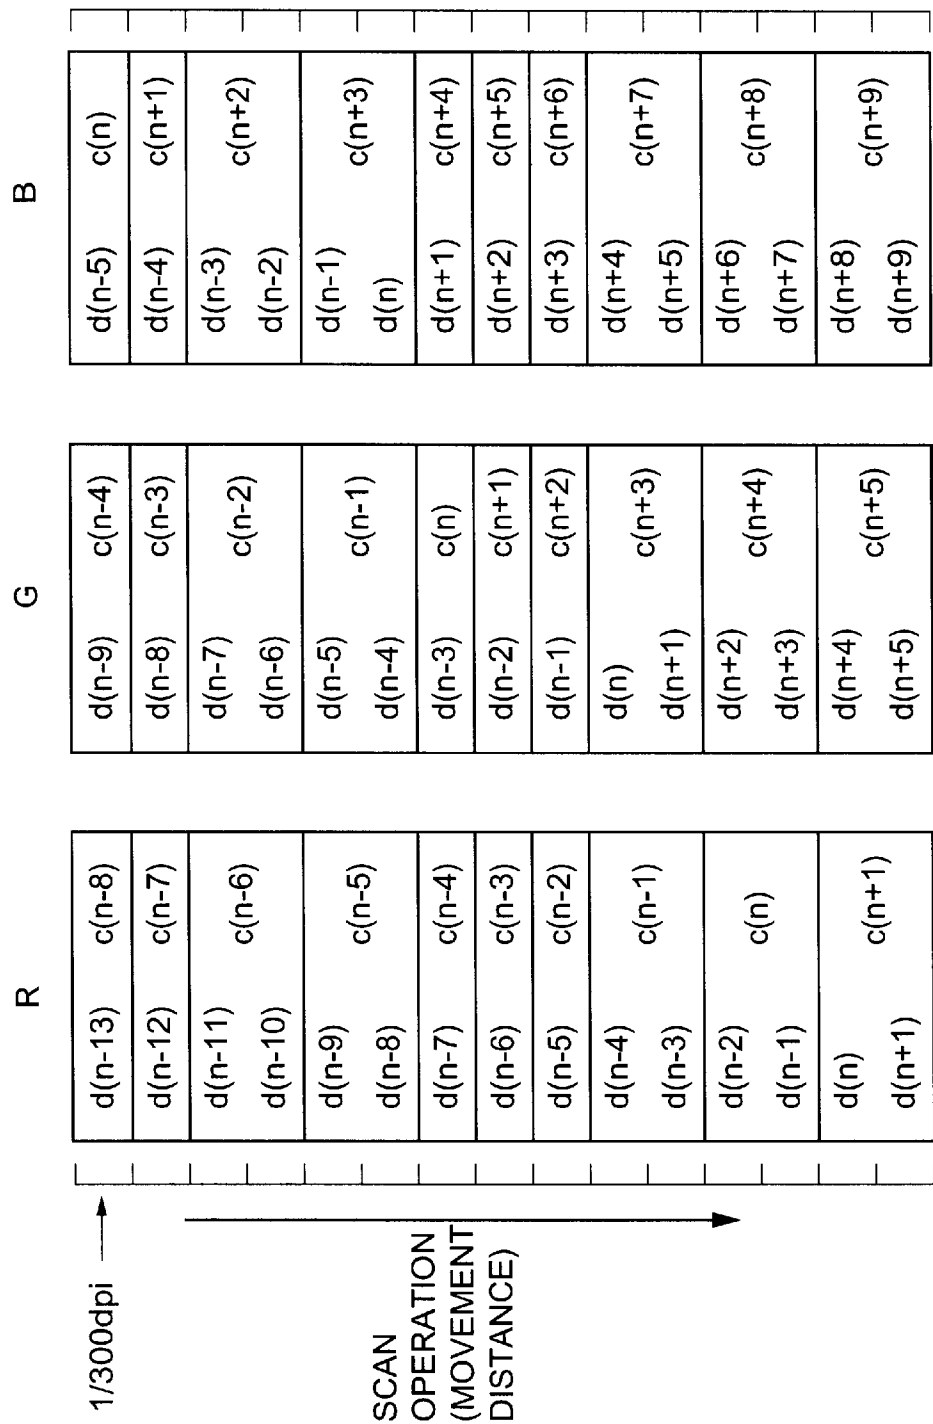 R G B
1/300dpi
d(n-13) c(n-8) d(n-9) c(n-4) d(n-5) c(n)
d(n-12) c(n-7) d(n-8) c(n-3) d(n-4) c(n+1)
d(n-11) d(n-7) d(n-3)
c(n-6) c(n-2) c(n+2)
d(n-10) d(n-6) d(n-2)
d(n-9) d(n-5) d(n-1)
c(n-5) c(n-1) c(n+3)
d(n-8) d(n-4) d(n)
SCAN
OPERATION
(MOVEMENT
DISTANCE)
d(n-7) c(n-4) d(n-3) c(n) d(n+1) c(n+4)
d(n-6) c(n-3) d(n-2) c(n+1) d(n+2) c(n+5)
d(n-5) c(n-2) d(n-1) c(n+2) d(n+3) c(n+6)
d(n-4) d(n) d(n+4)
c(n-1) c(n+3) c(n+7)
d(n-3) d(n+1) d(n+5)
d(n-2) d(n+2) d(n+6)
c(n) c(n+4) c(n+8)
d(n-1) d(n+3) d(n+7)
d(n) d(n+4) d(n+8)
c(n+1) c(n+5) c(n+9)
d(n+1) d(n+5) d(n+9)